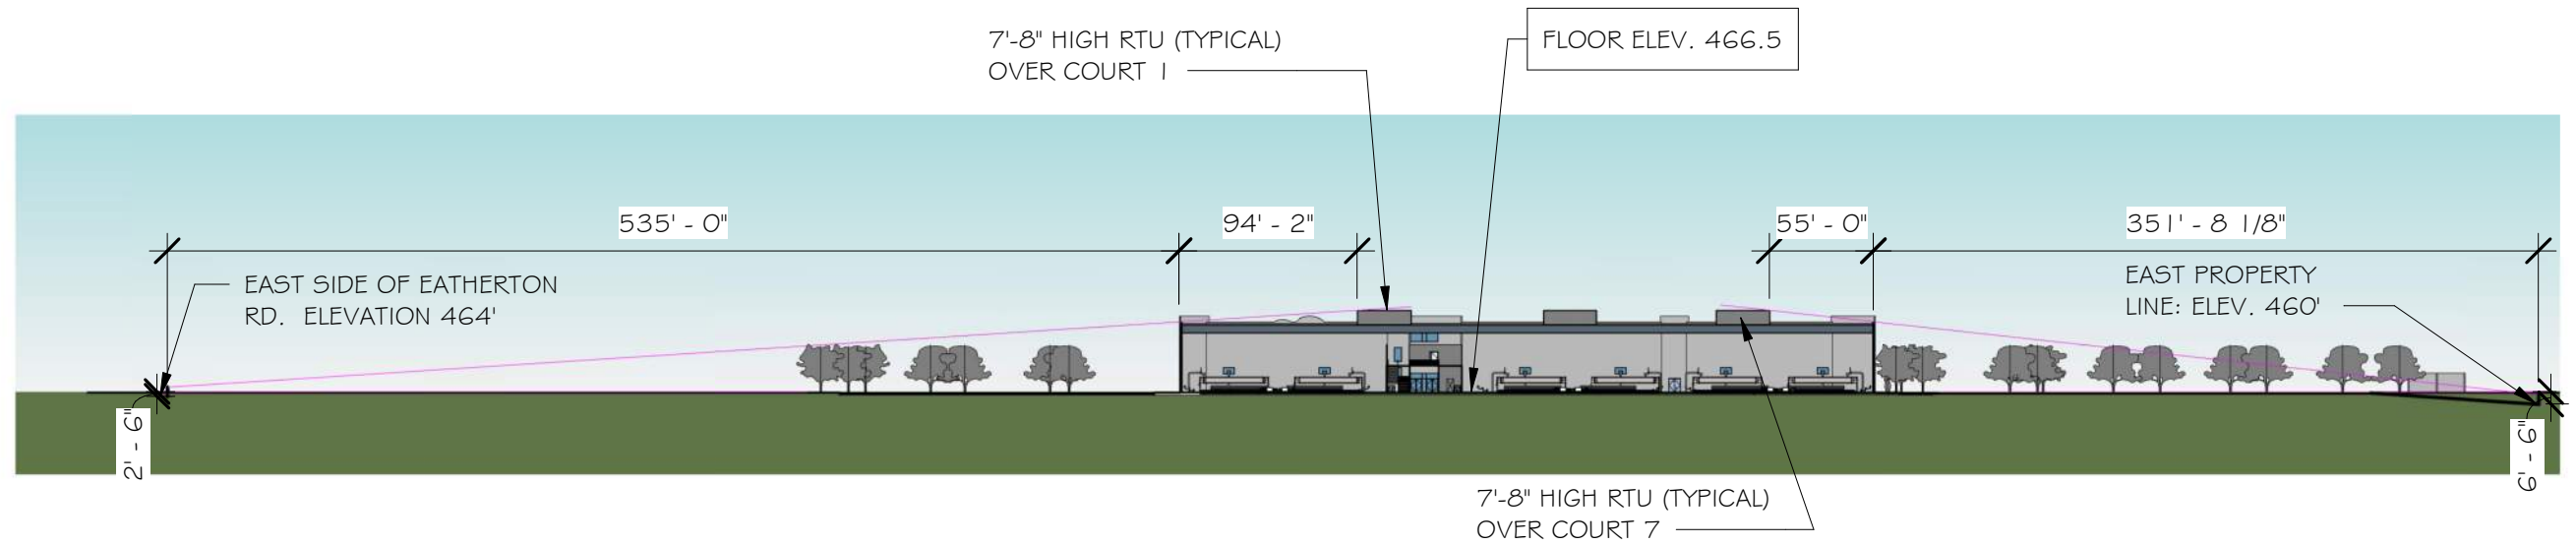 7'-8" HIGH RTU (TYPICAL)
OVER COURT 1
FLOOR ELEV. 466.5
535' - 0"
94' - 2"
55' - 0"
351' - 8 1/8"
EAST SIDE OF EATHERTON
RD. ELEVATION 464'
EAST PROPERTY
LINE: ELEV. 460'
2' - 6"
6' - 6"
7'-8" HIGH RTU (TYPICAL)
OVER COURT 7